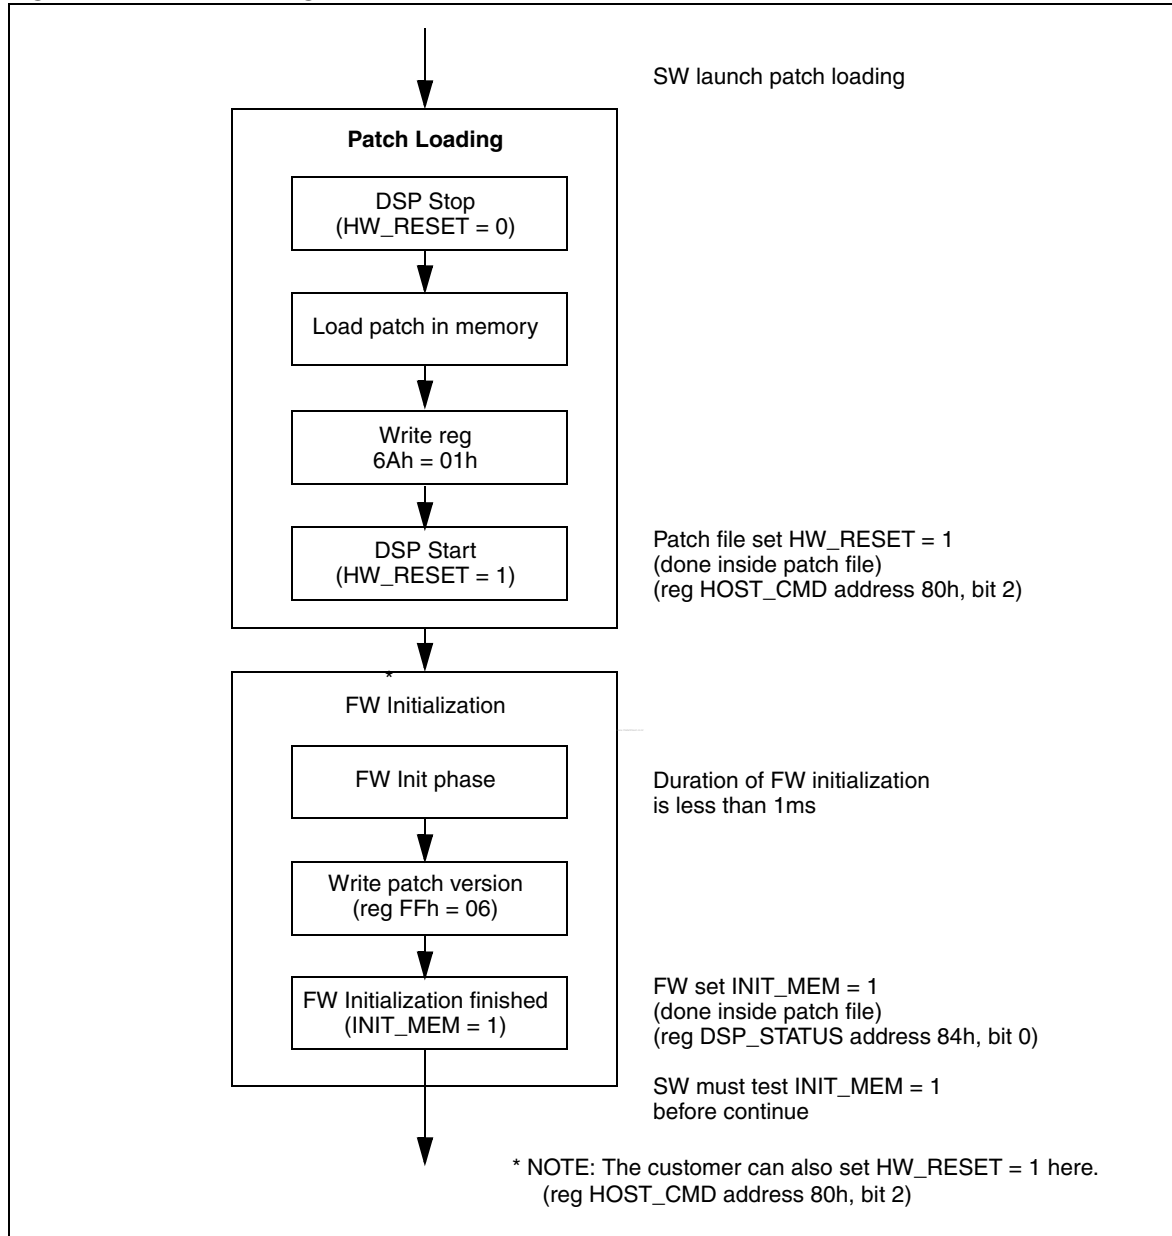 SW launch patch loading
Patch Loading
DSP Stop
(HW_RESET = 0)
Load patch in memory
Write reg
6Ah = 01h
DSP Start
(HW_RESET = 1)
Patch file set HW_RESET = 1
(done inside patch file)
(reg HOST_CMD address 80h, bit 2)
*
FW Initialization
FW Init phase
Duration of FW initialization
is less than 1ms
Write patch version
(reg FFh = 06)
FW Initialization finished
(INIT_MEM = 1)
FW set INIT_MEM = 1
(done inside patch file)
(reg DSP_STATUS address 84h, bit 0)
SW must test INIT_MEM = 1
before continue
* NOTE: The customer can also set HW_RESET = 1 here.
(reg HOST_CMD address 80h, bit 2)